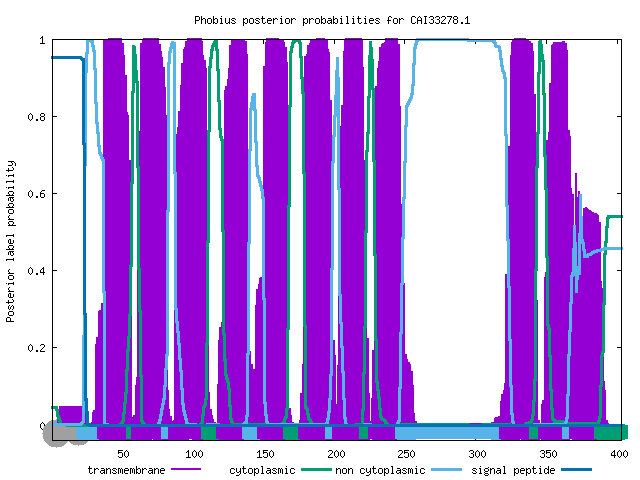 Phobius posterior probabilities for CAI33278.1
1
0.8
0.6
0.4
0.2
0
Posterior label probability
50 100 150 200 250 300 350 400
transmembrane cytoplasmic non cytoplasmic signal peptide